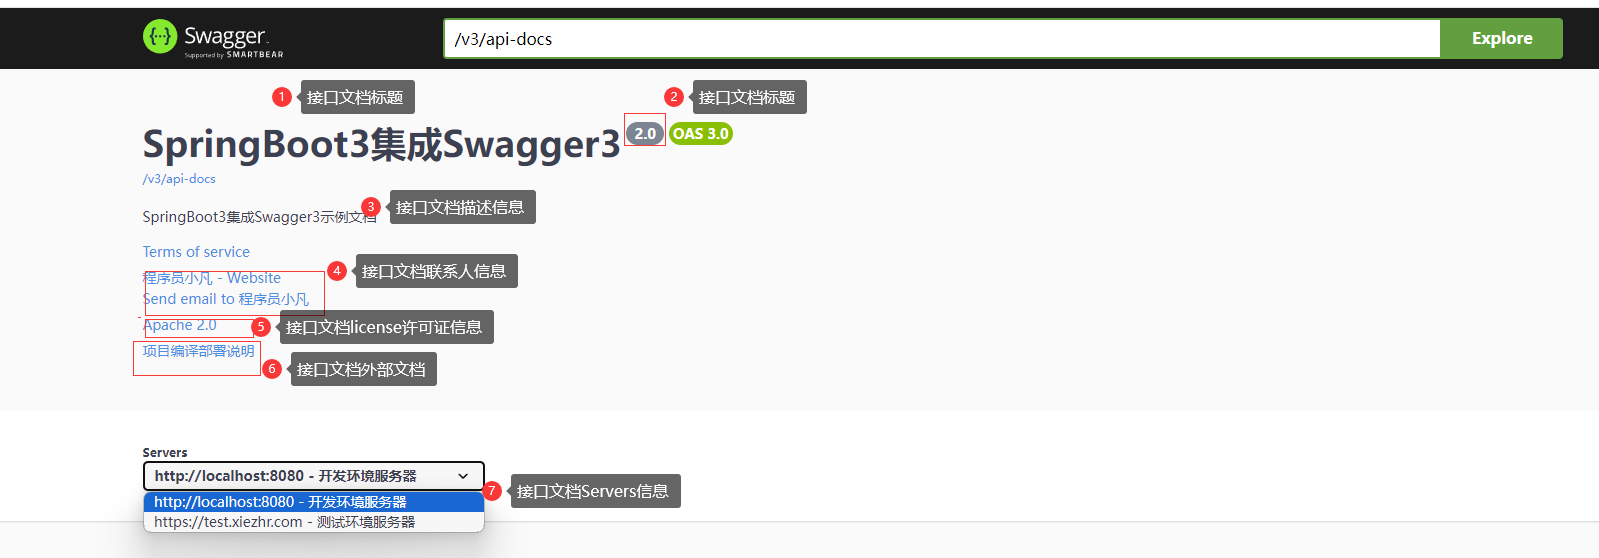 Swagger
Supported by SMARTBEAR
/v3/api-docs
Explore
1 接口文档标题
2 接口文档标题
SpringBoot3集成Swagger3 2.0 OAS 3.0
/v3/api-docs
SpringBoot3集成Swagger3示例文档
3 接口文档描述信息
Terms of service
程序员小凡 - Website
4 接口文档联系人信息
Send email to 程序员小凡
Apache 2.0
5 接口文档license许可证信息
项目编译部署说明
6 接口文档外部文档
Servers
http://localhost:8080 - 开发环境服务器
7 接口文档Servers信息
http://localhost:8080 - 开发环境服务器
https://test.xiezhr.com - 测试环境服务器